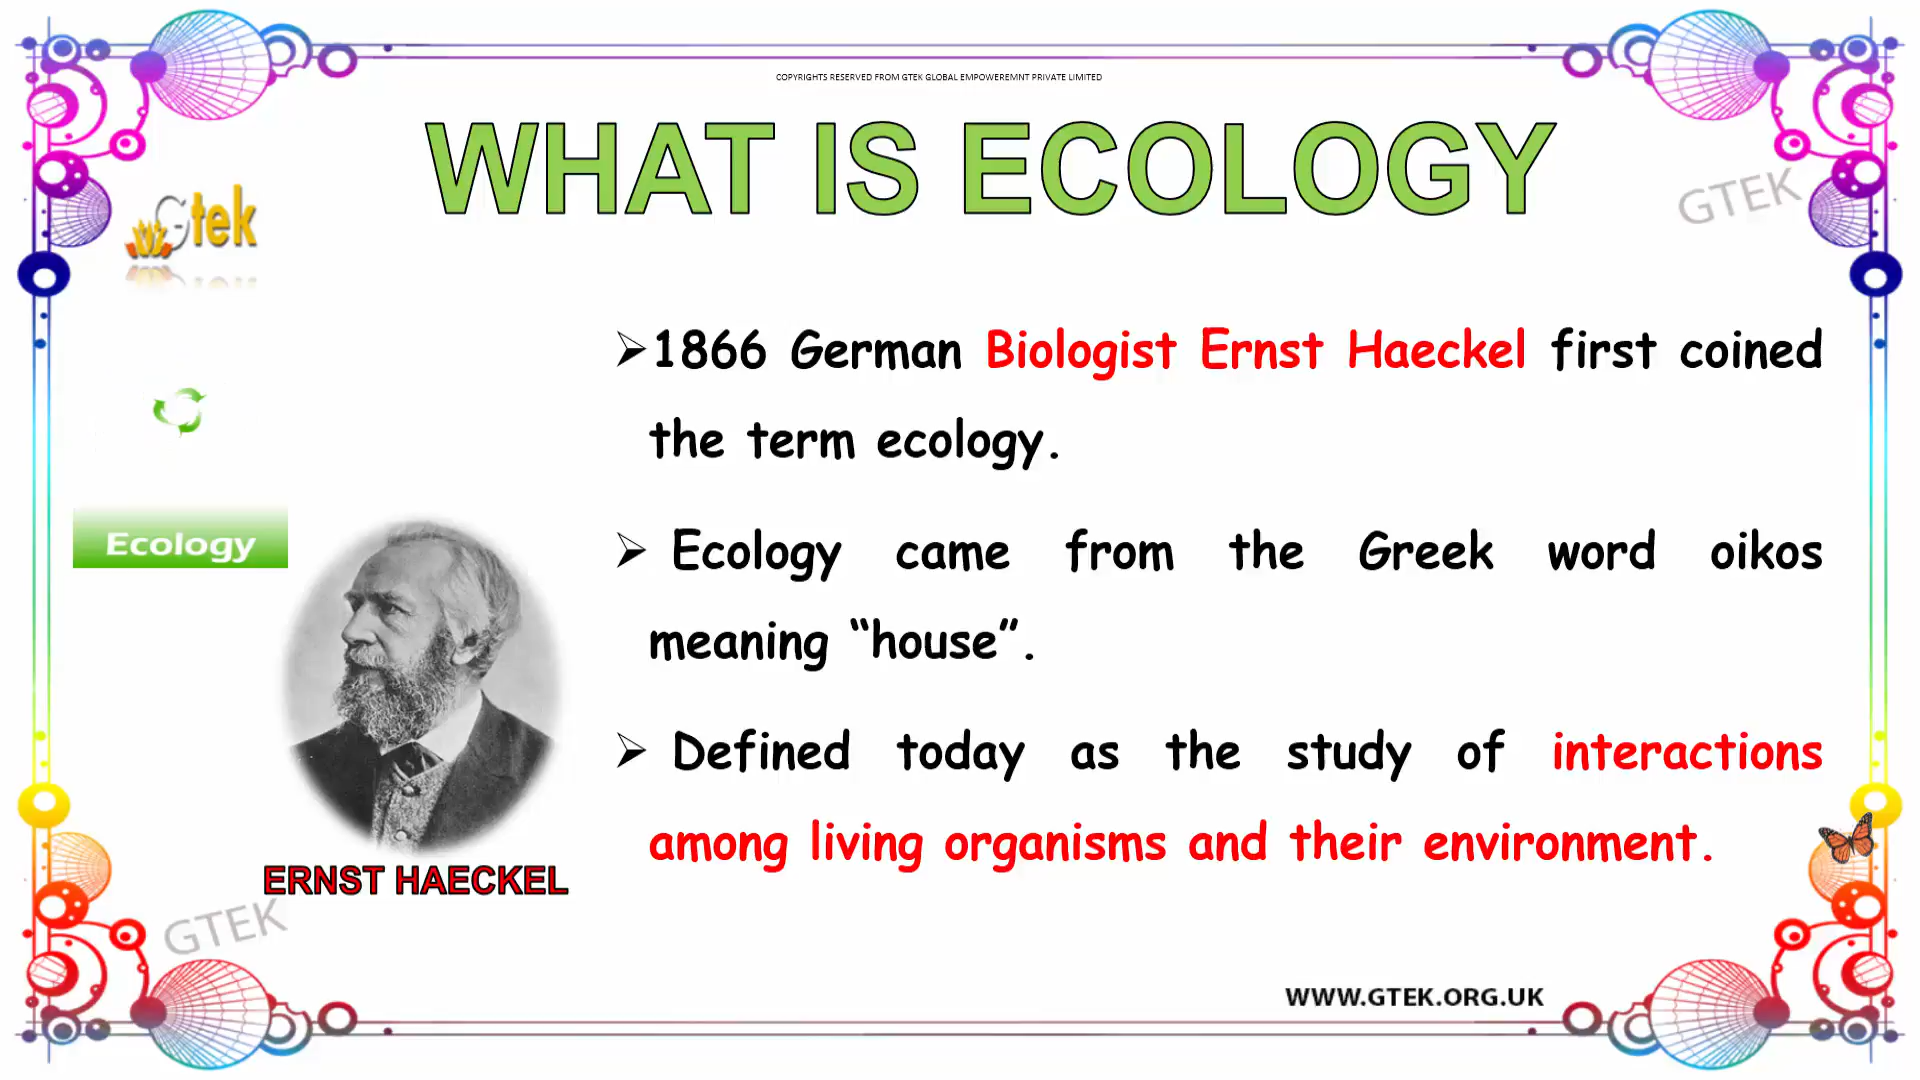 COPYRIGHTS RESERVED FROM GTEK GLOBAL EMPOWEREMNT PRIVATE LIMITED
WHAT IS ECOLOGY
GTEK
Gtek
➢1866 German Biologist Ernst Haeckel first coined
the term ecology.
Ecology
➢ Ecology came from the Greek word oikos
meaning “house”.
➢ Defined today as the study of interactions
among living organisms and their environment.
ERNST HAECKEL
GTEK
WWW.GTEK.ORG.UK